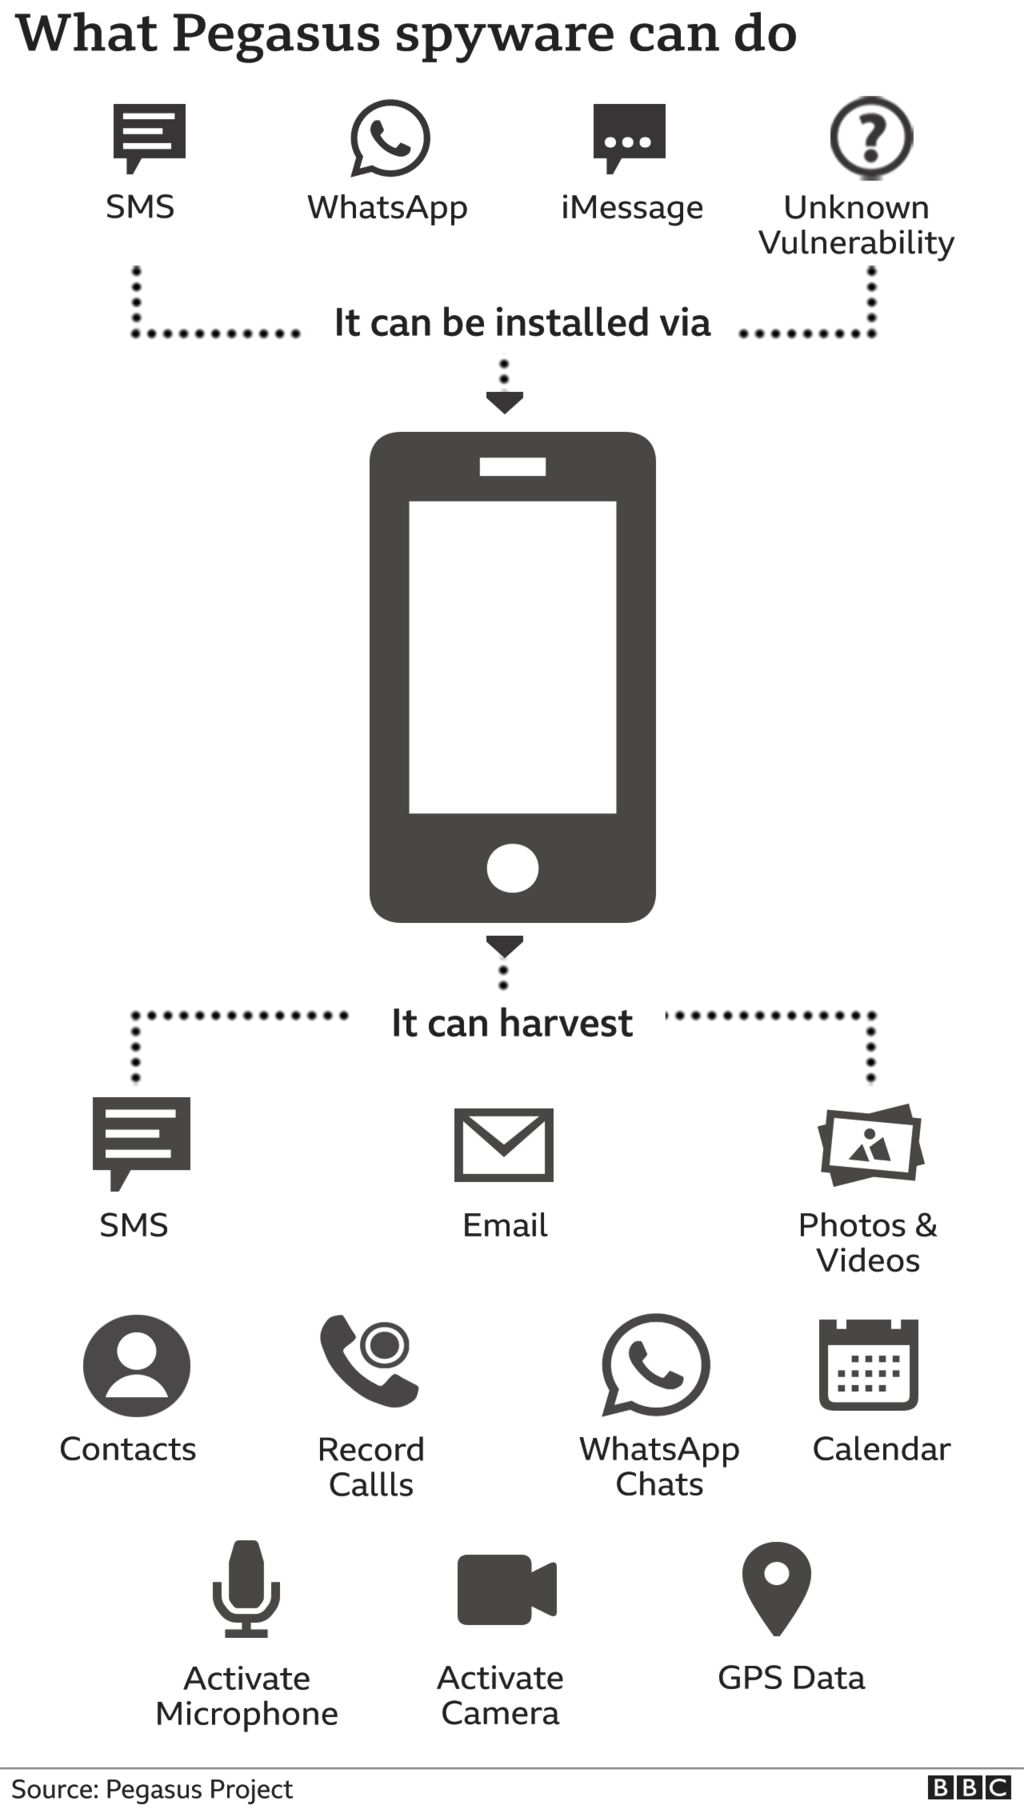 What Pegasus spyware can do
SMS
WhatsApp
iMessage
Unknown
Vulnerability
It can be installed via
It can harvest
SMS
Email
Photos &
Videos
Contacts
Record
Callls
WhatsApp
Chats
Calendar
Activate
Microphone
Activate
Camera
GPS Data
Source: Pegasus Project
BBC